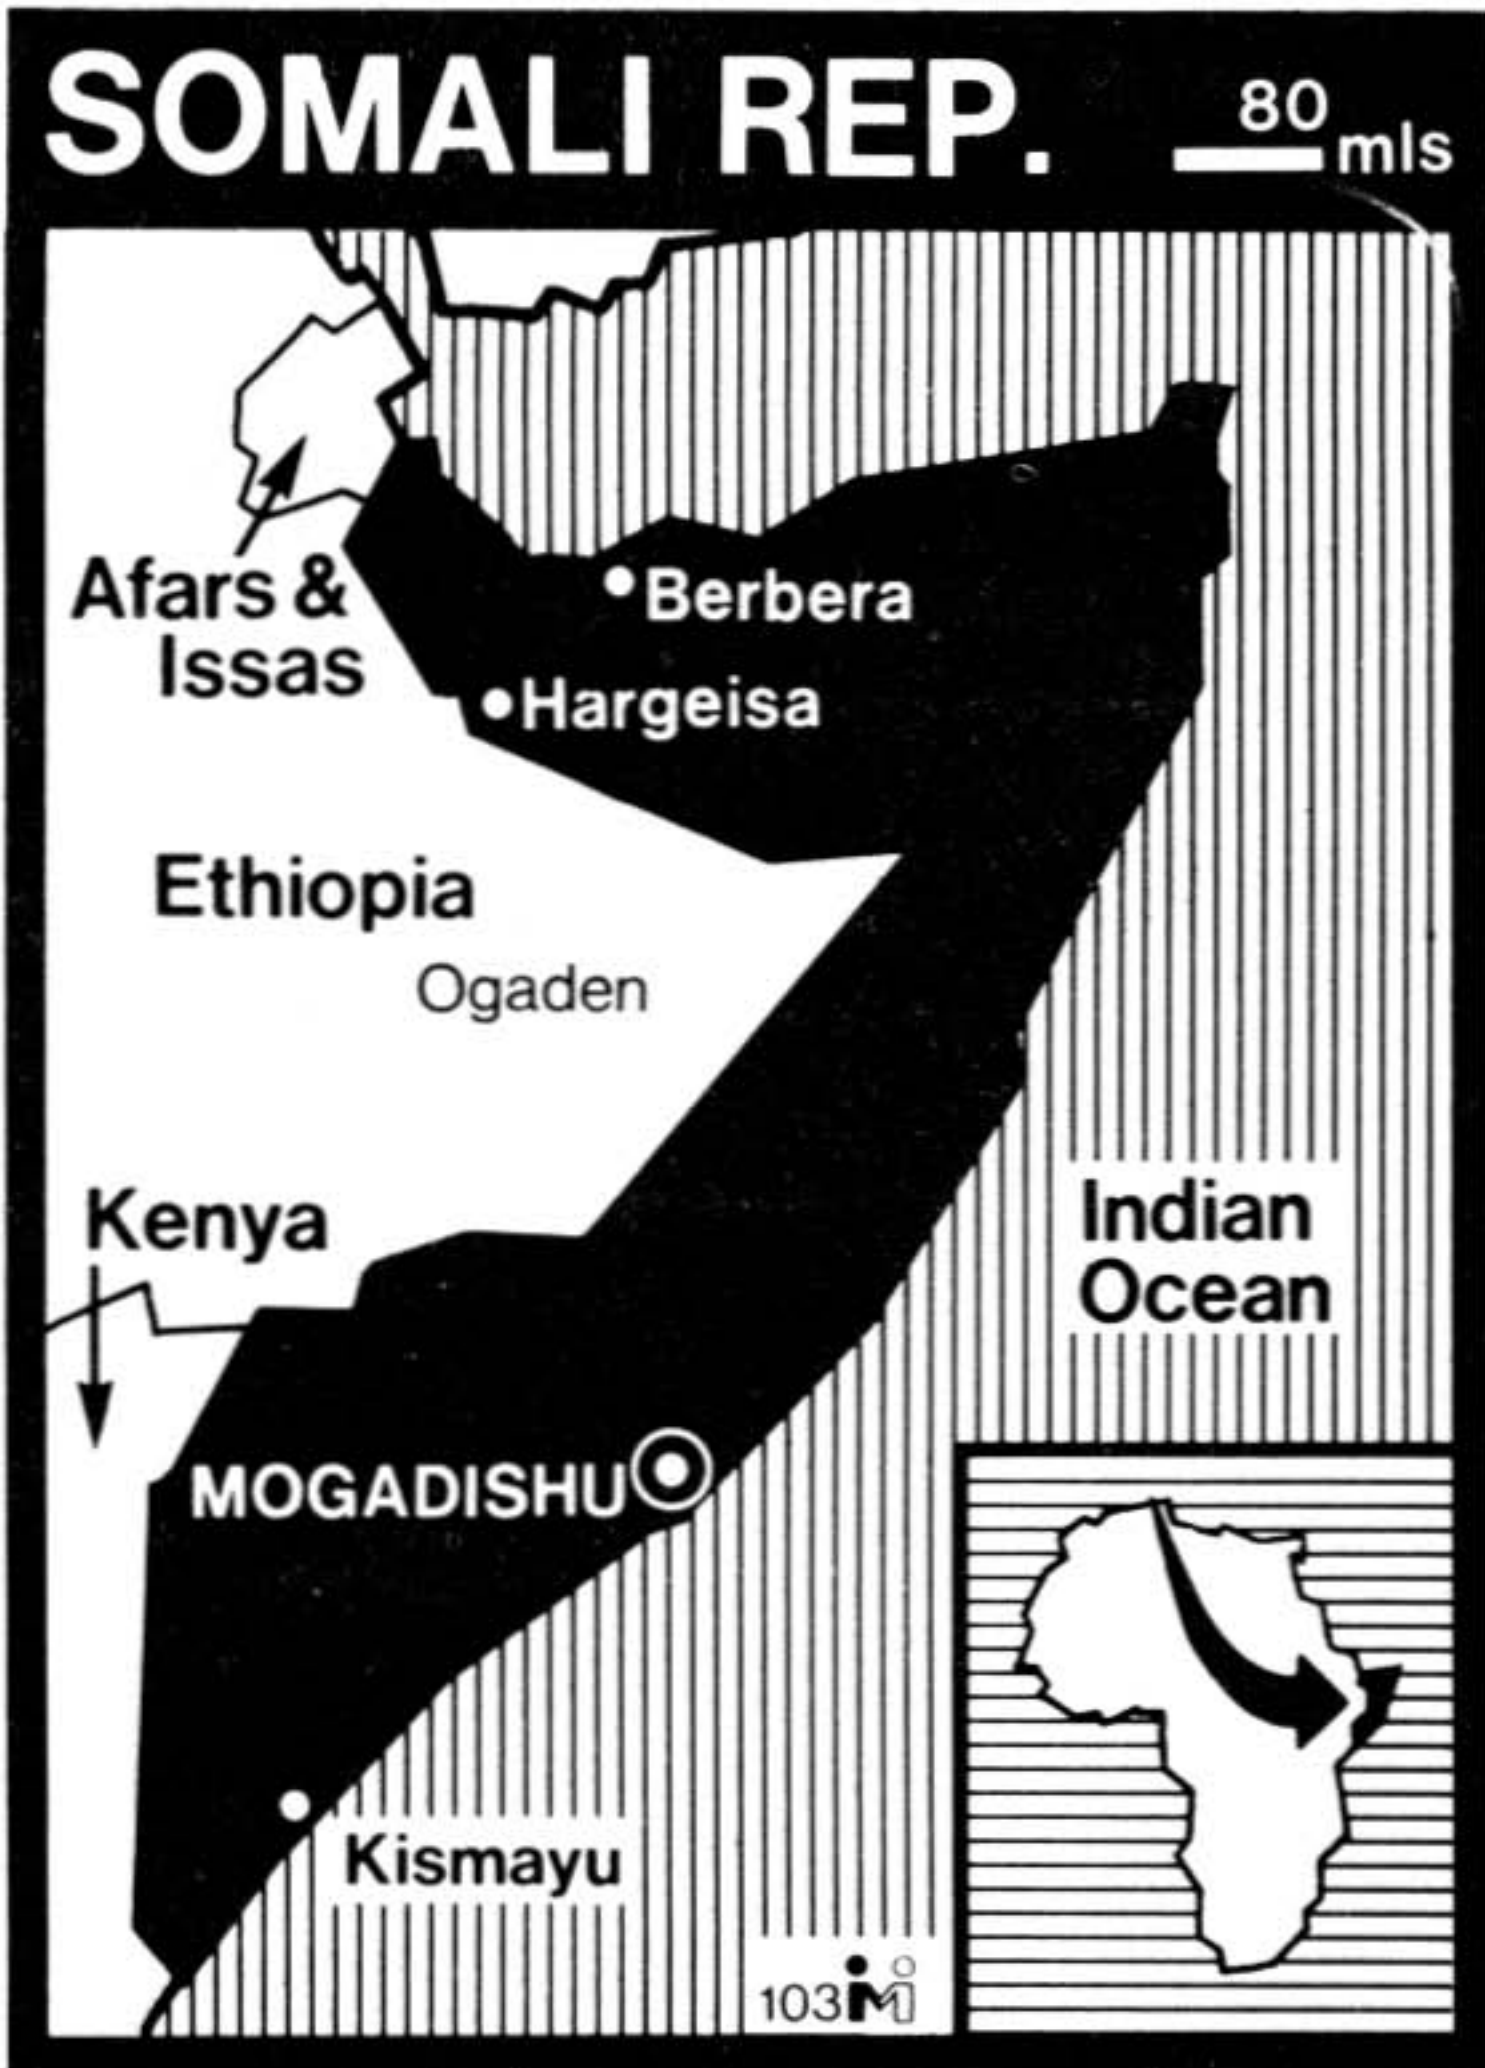 SOMALI REP.
80
mls
Afars &
Issas
Berbera
Hargeisa
Ethiopia
Ogaden
Kenya
Indian
Ocean
MOGADISHU
Kismayu
103